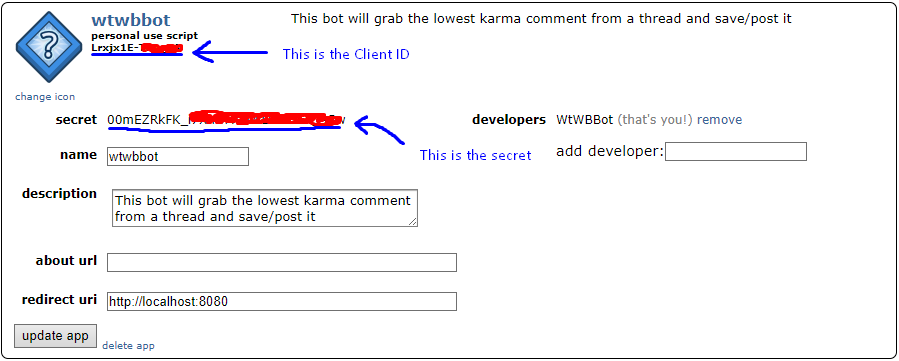 wtwbbot
This bot will grab the lowest karma comment from a thread and save/post it
personal use script
Lrxjx1E-
This is the Client ID
change icon
secret 00mEZRkFK_
developers WtWBBot (that's you!) remove
This is the secret
add developer:
name wtwbbot
description This bot will grab the lowest karma comment
from a thread and save/post it
about url
redirect uri http://localhost:8080
update app delete app